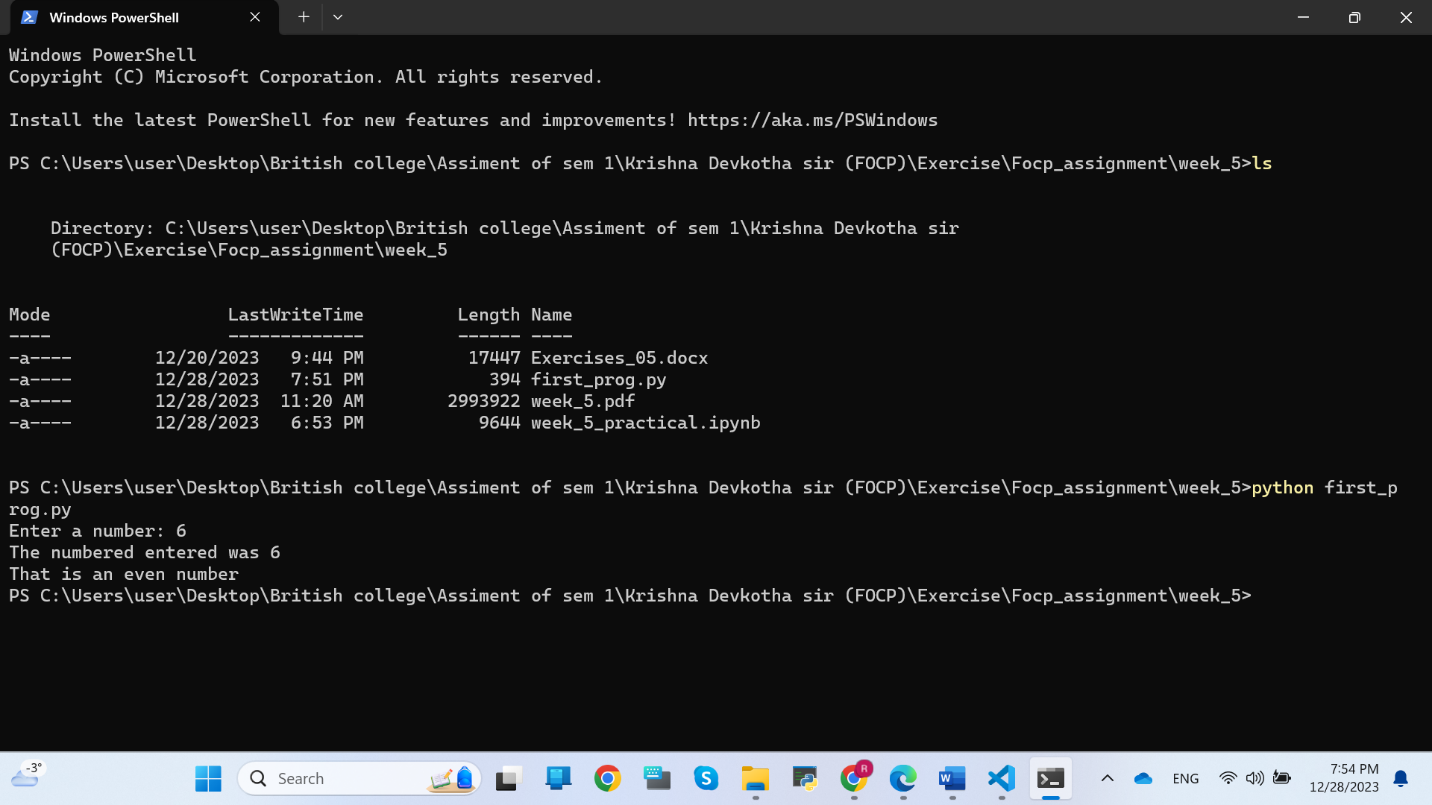 Windows PowerShell
Windows PowerShell
Copyright (C) Microsoft Corporation. All rights reserved.
Install the latest PowerShell for new features and improvements! https://aka.ms/PSWindows
PS C:\Users\user\Desktop\British college\Assiment of sem 1\Krishna Devkotha sir (FOCP)\Exercise\Focp_assignment\week_5>ls
Directory: C:\Users\user\Desktop\British college\Assiment of sem 1\Krishna Devkotha sir
(FOCP)\Exercise\Focp_assignment\week_5
Mode LastWriteTime Length Name
---- ------------- ------ ----
-a---- 12/20/2023 9:44 PM 17447 Exercises_05.docx
-a---- 12/28/2023 7:51 PM 394 first_prog.py
-a---- 12/28/2023 11:20 AM 2993922 week_5.pdf
-a---- 12/28/2023 6:53 PM 9644 week_5_practical.ipynb
PS C:\Users\user\Desktop\British college\Assiment of sem 1\Krishna Devkotha sir (FOCP)\Exercise\Focp_assignment\week_5>python first_p
rog.py
Enter a number: 6
The numbered entered was 6
That is an even number
PS C:\Users\user\Desktop\British college\Assiment of sem 1\Krishna Devkotha sir (FOCP)\Exercise\Focp_assignment\week_5>
-3°
Search
R
ENG
7:54 PM
12/28/2023